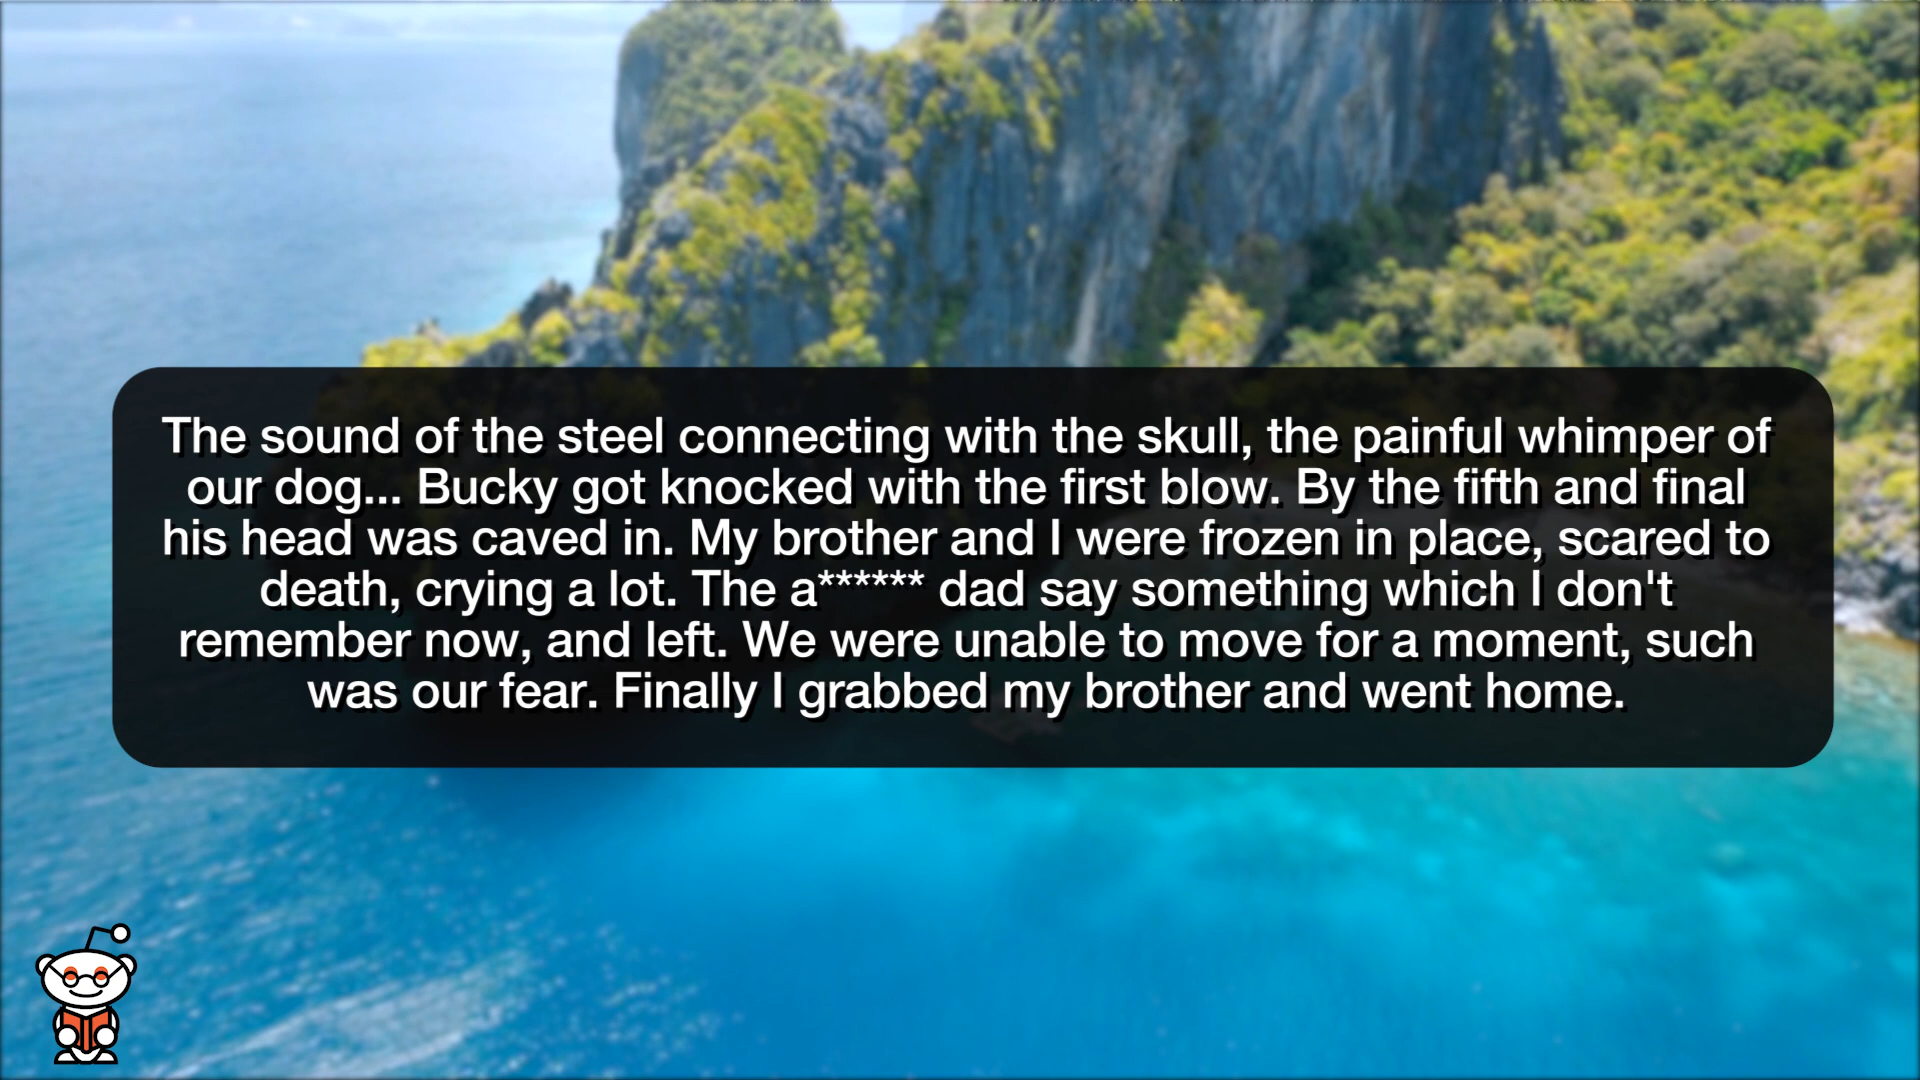 The sound of the steel connecting with the skull, the painful whimper of
our dog... Bucky got knocked with the first blow. By the fifth and final
his head was caved in. My brother and I were frozen in place, scared to
death, crying a lot. The a****** dad say something which I don't
remember now, and left. We were unable to move for a moment, such
was our fear. Finally I grabbed my brother and went home.